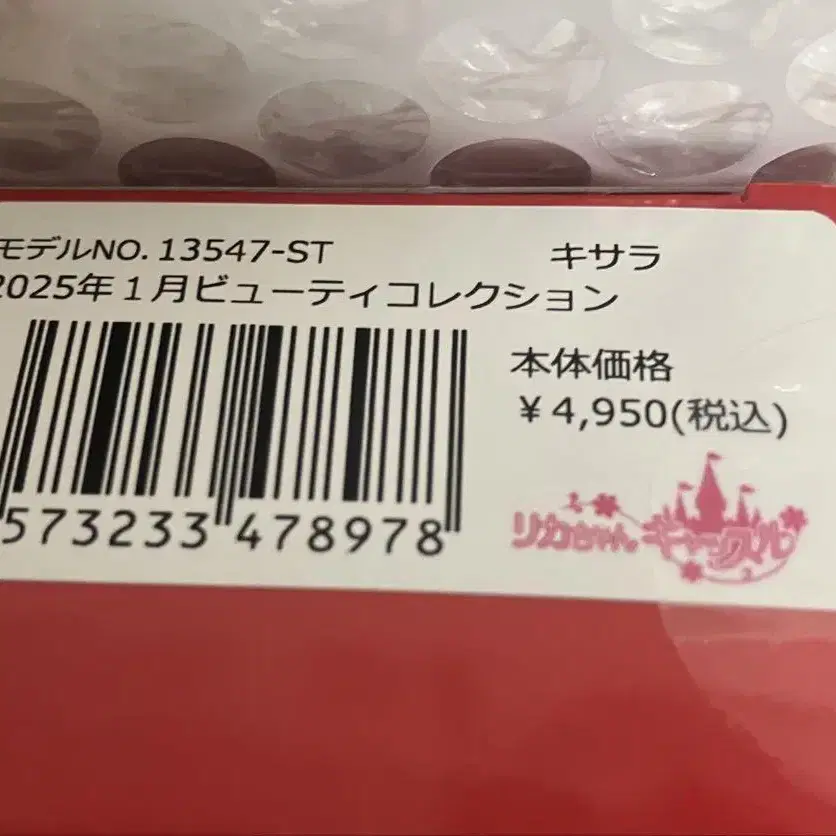 モデルNO. 13547-ST キサラ
2025年1月ビューティコレクション
本体価格
¥4,950(税込)
573233 478978
リカちゃん。キャッスル